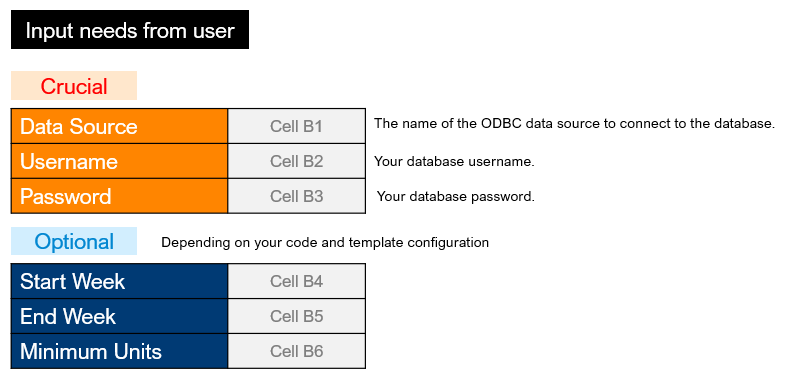 Input needs from user
Crucial
Data Source Cell B1 The name of the ODBC data source to connect to the database.
Username Cell B2 Your database username.
Password Cell B3 Your database password.
Optional Depending on your code and template configuration
Start Week Cell B4
End Week Cell B5
Minimum Units Cell B6